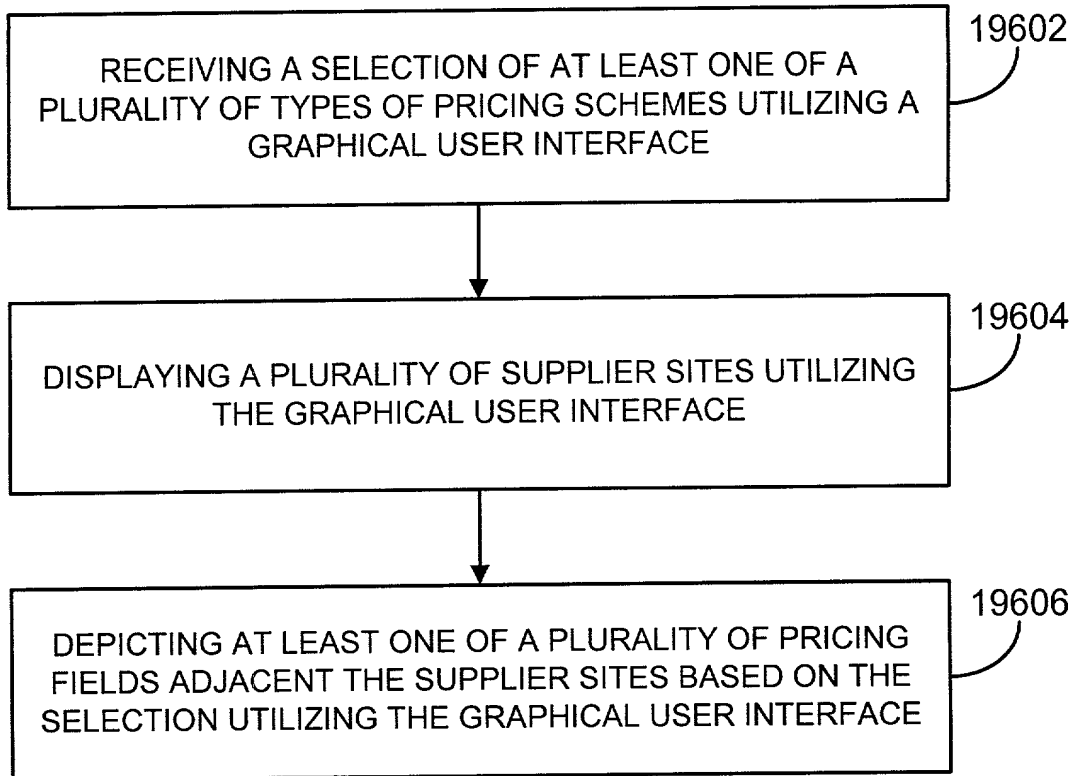 19602
RECEIVING A SELECTION OF AT LEAST ONE OF A
PLURALITY OF TYPES OF PRICING SCHEMES UTILIZING A
GRAPHICAL USER INTERFACE
19604
DISPLAYING A PLURALITY OF SUPPLIER SITES UTILIZING
THE GRAPHICAL USER INTERFACE
19606
DEPICTING AT LEAST ONE OF A PLURALITY OF PRICING
FIELDS ADJACENT THE SUPPLIER SITES BASED ON THE
SELECTION UTILIZING THE GRAPHICAL USER INTERFACE